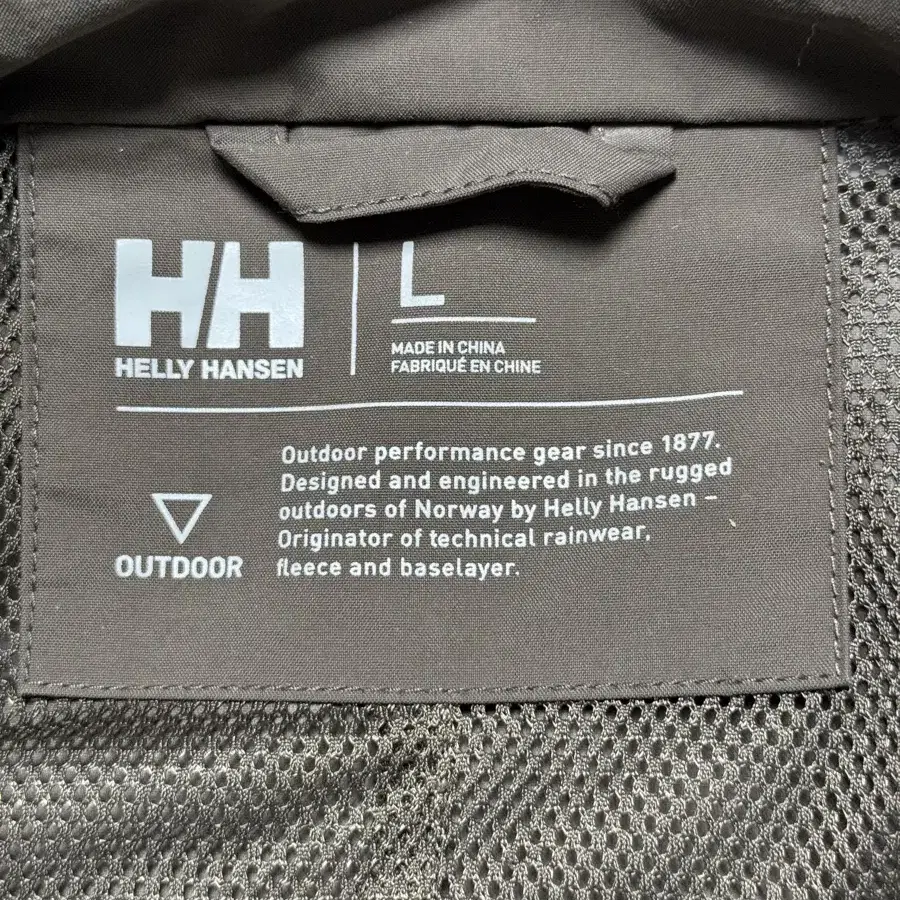 HH
HELLY HANSEN
L
MADE IN CHINA
FABRIQUÉ EN CHINE
OUTDOOR
Outdoor performance gear since 1877.
Designed and engineered in the rugged
outdoors of Norway by Helly Hansen –
Originator of technical rainwear,
fleece and baselayer.